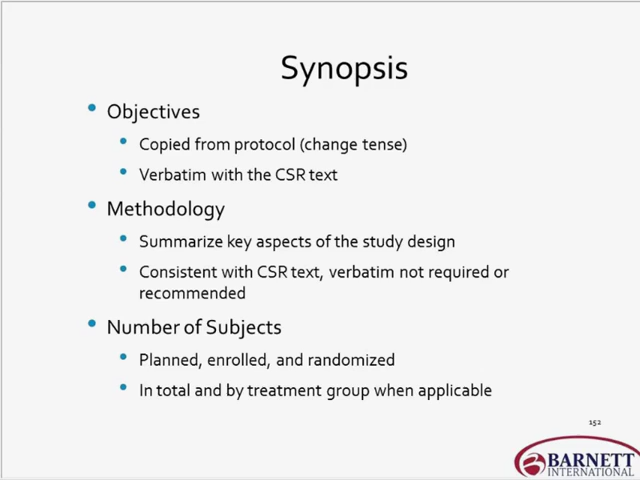 Synopsis
• Objectives
• Copied from protocol (change tense)
• Verbatim with the CSR text
• Methodology
• Summarize key aspects of the study design
• Consistent with CSR text, verbatim not required or
recommended
• Number of Subjects
• Planned, enrolled, and randomized
• In total and by treatment group when applicable
152
BARNETT
INTERNATIONAL